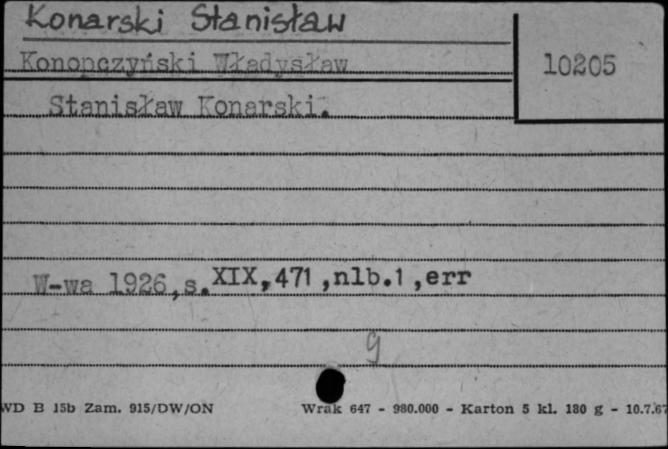 Konarski Stanisław
Konopczyński Władysław
10205
Stanisław Konarski.
W-wa 1926,s.XIX,471,nlb.1,err
9
WD B 15b Zam. 915/DW/ON
Wrak 647 - 980.000 - Karton 5 kl. 180 g - 10.7.67